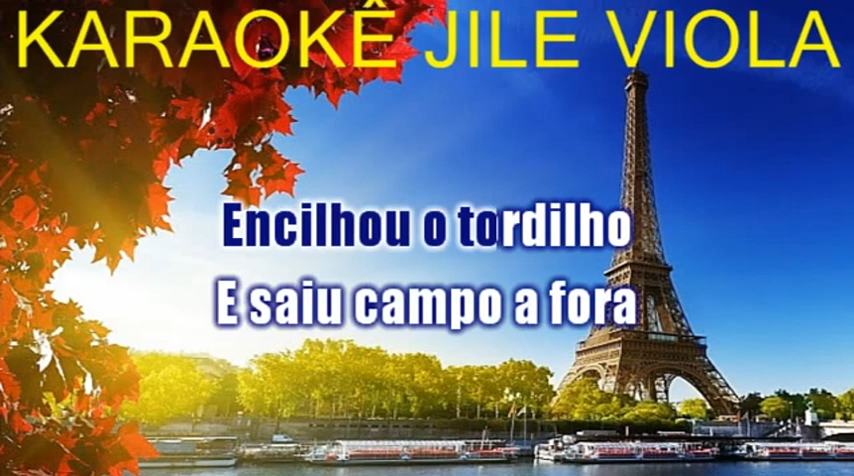 KARAOKÊ JILE VIOLA
Encilhou o tordilho
E saiu campo a fora